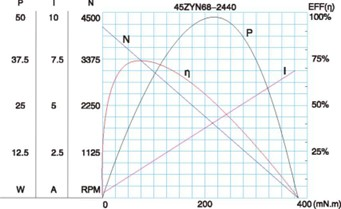 P I N 45ZYN68-2440 EFF(η)
50 10 4500 100%
N P
37.5 7.5 3375 η I 75%
25 5 2250 50%
12.5 2.5 1125 25%
W A RPM
0 200 400 (mN.m)